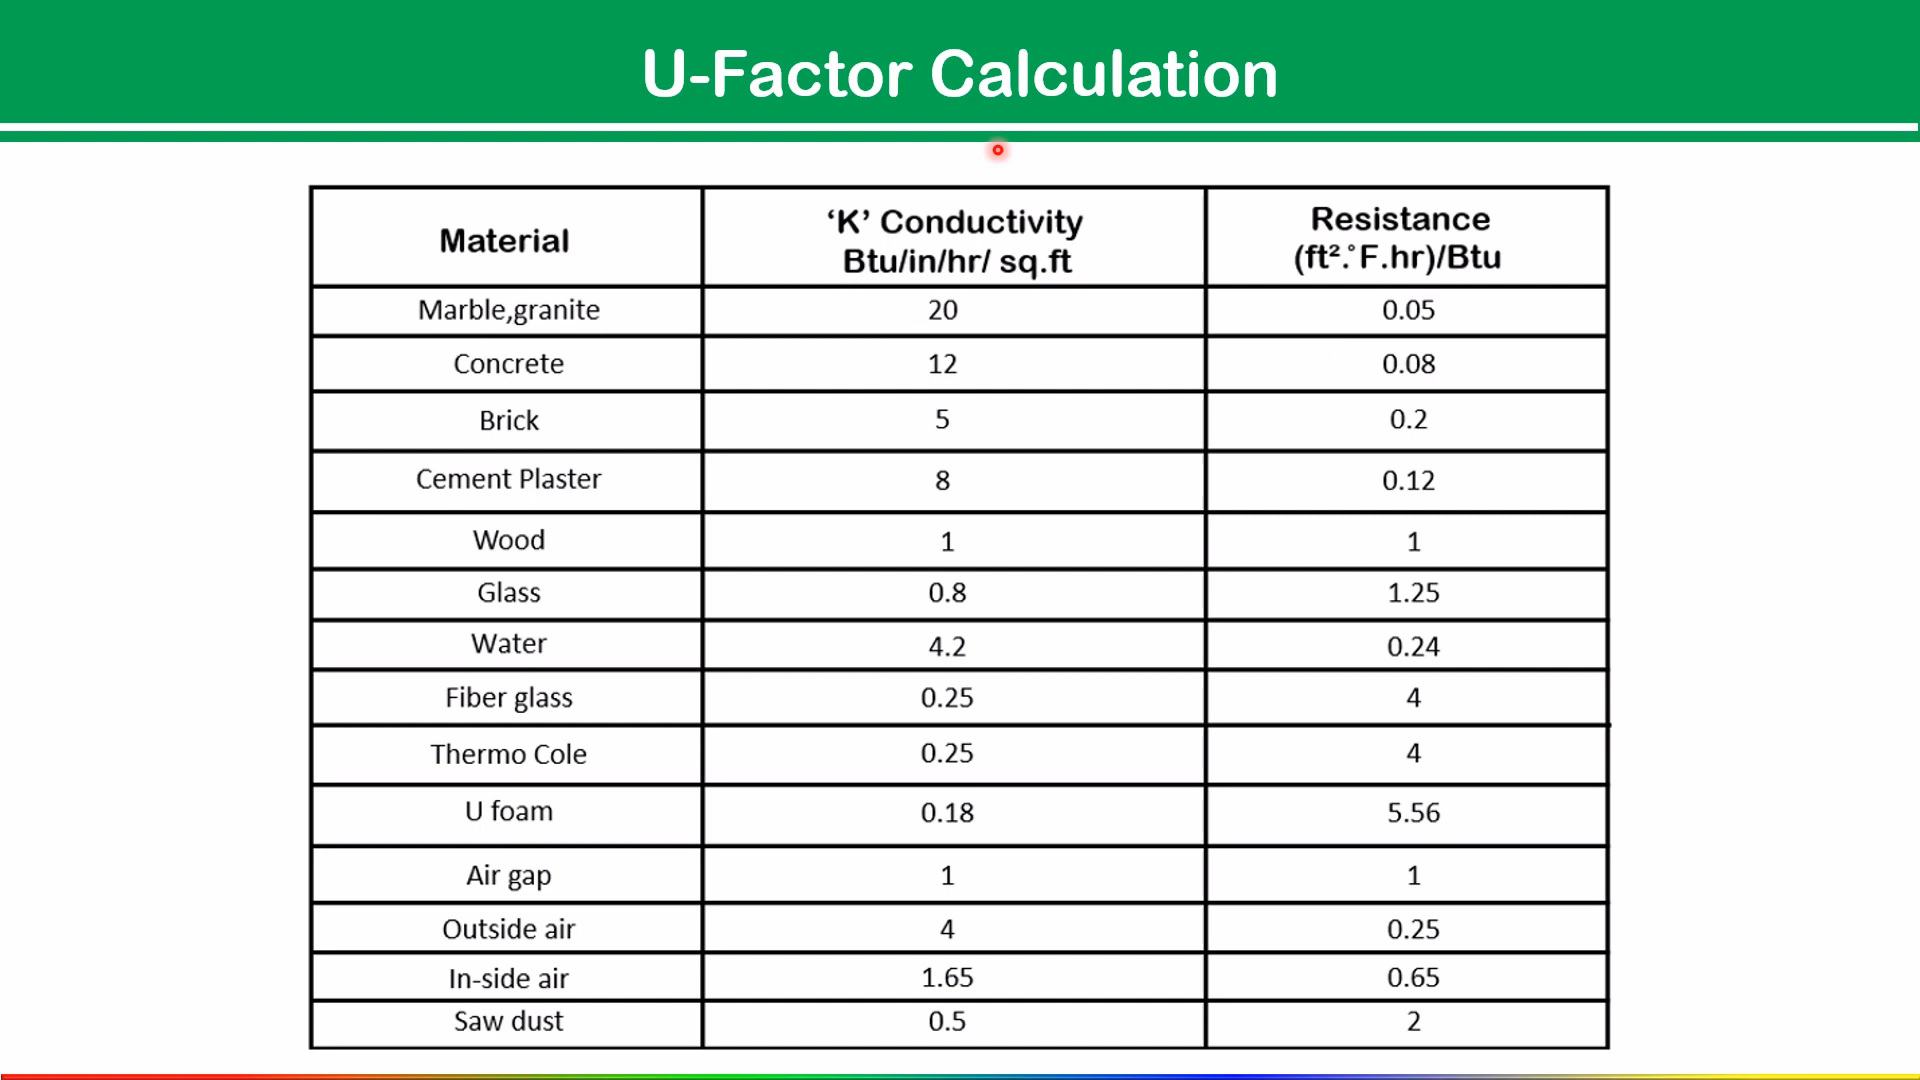 U-Factor Calculation
Material ‘K’ Conductivity Btu/in/hr/ sq.ft Resistance (ft².°F.hr)/Btu
Marble,granite 20 0.05
Concrete 12 0.08
Brick 5 0.2
Cement Plaster 8 0.12
Wood 1 1
Glass 0.8 1.25
Water 4.2 0.24
Fiber glass 0.25 4
Thermo Cole 0.25 4
U foam 0.18 5.56
Air gap 1 1
Outside air 4 0.25
In-side air 1.65 0.65
Saw dust 0.5 2